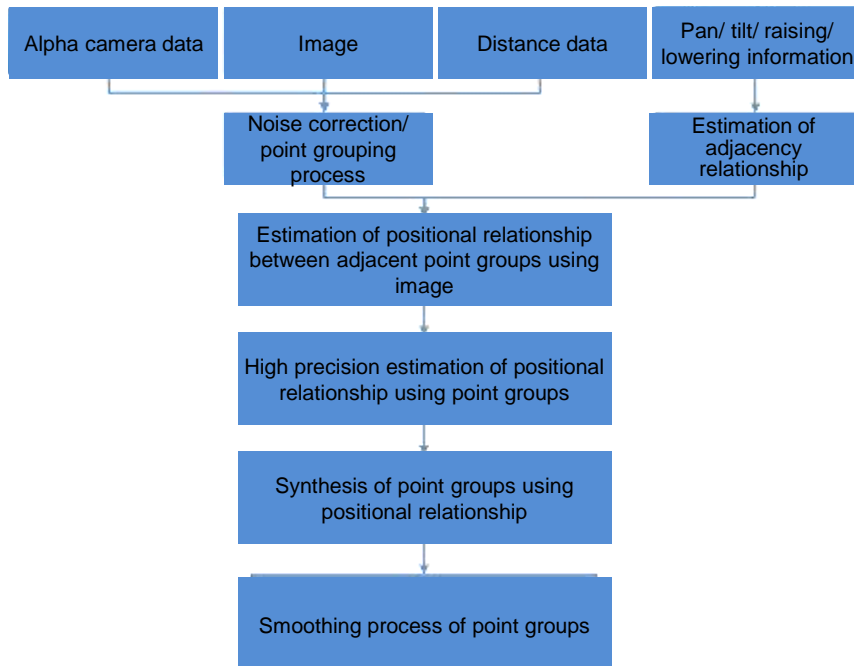 Alpha camera data
Image
Distance data
Pan/ tilt/ raising/
lowering information
Noise correction/
point grouping
process
Estimation of
adjacency
relationship
Estimation of positional relationship
between adjacent point groups using
image
High precision estimation of positional
relationship using point groups
Synthesis of point groups using
positional relationship
Smoothing process of point groups